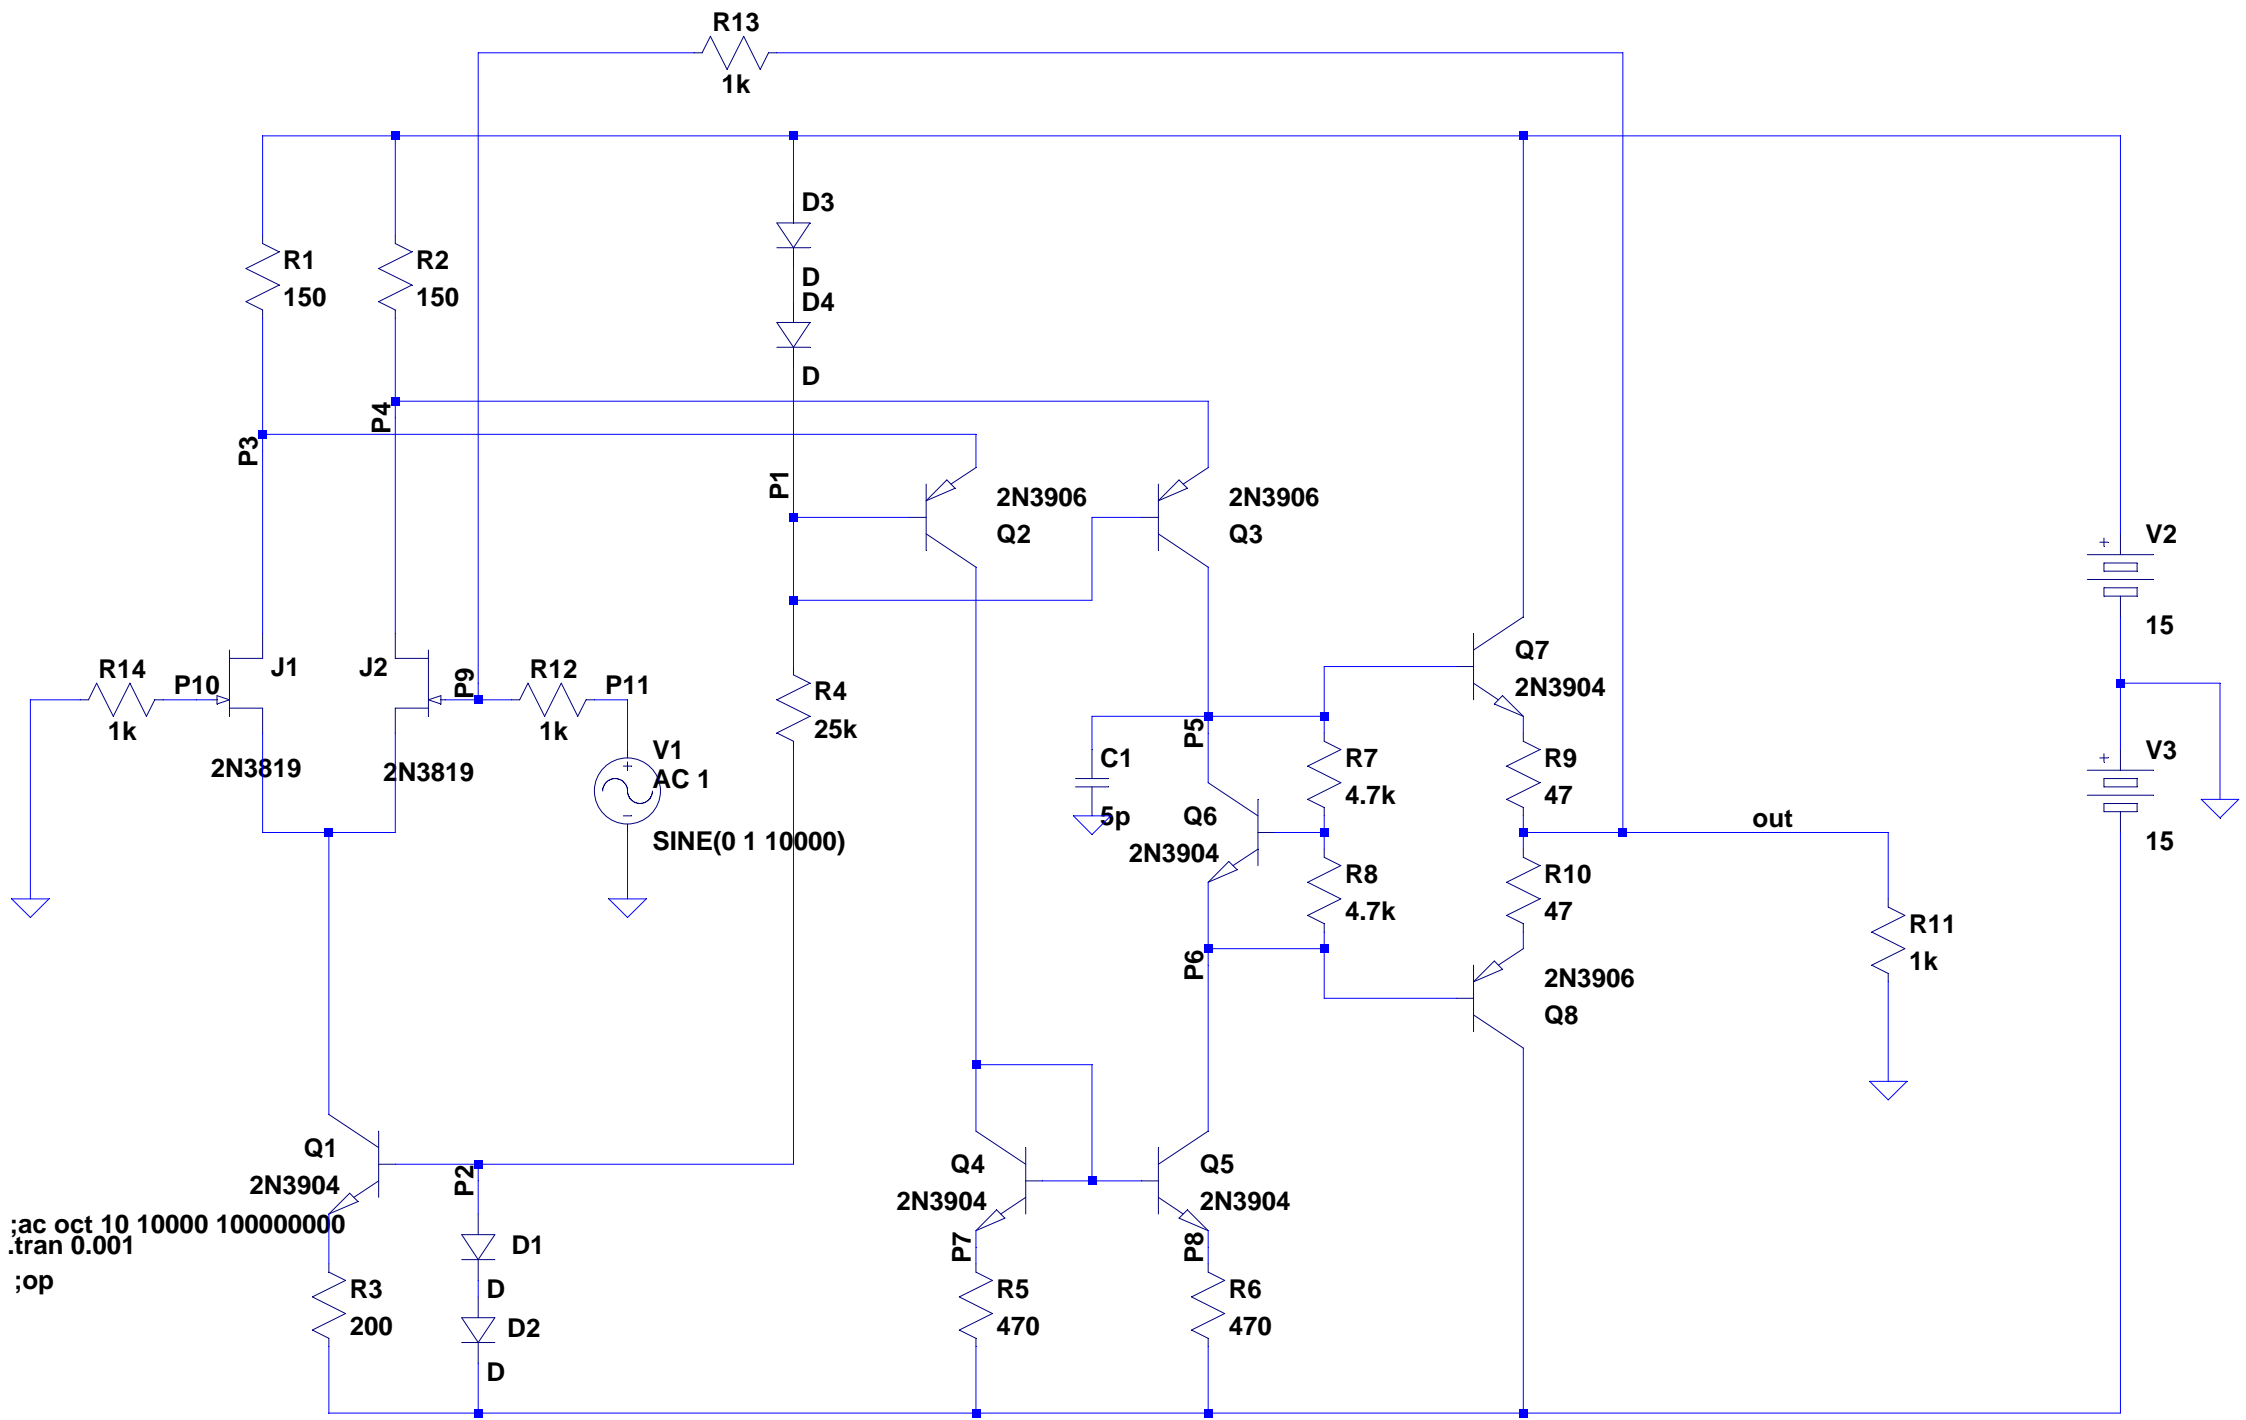 R13
1k
D3
D
D4
D
R1
150
R2
150
P4
P3
P1
2N3906
Q2
2N3906
Q3
V2
15
R14
1k
P10
J1
2N3819
J2
2N3819
P9
R12
1k
P11
V1
AC 1
SINE(0 1 10000)
R4
25k
P5
C1
5p
Q6
2N3904
R7
4.7k
R8
4.7k
Q7
2N3904
R9
47
out
R10
47
V3
15
R11
1k
P6
2N3906
Q8
Q1
2N3904
P2
Q4
2N3904
Q5
2N3904
;ac oct 10 10000 100000000
.tran 0.001
;op
P7
P8
D1
D
D2
D
R3
200
R5
470
R6
470